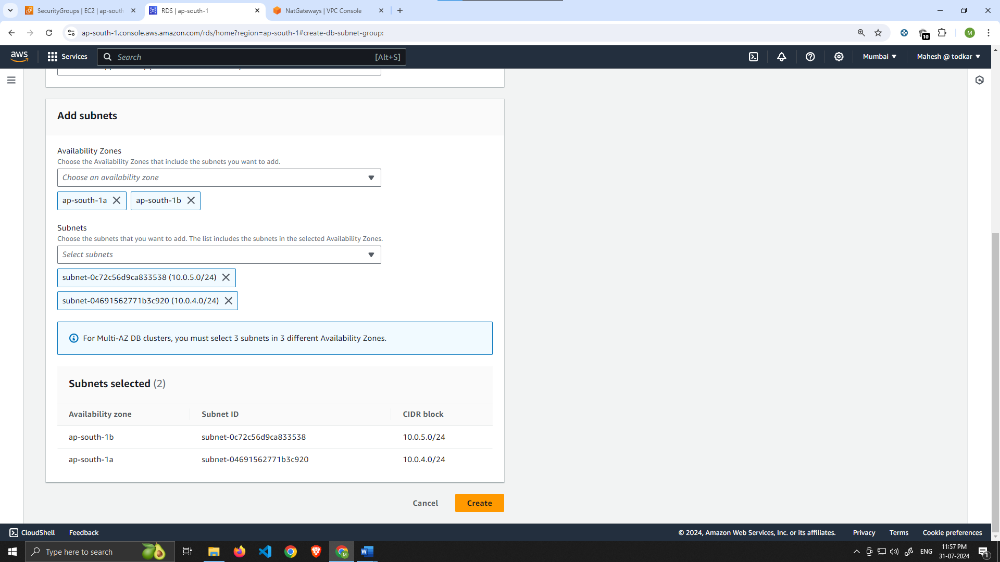 SecurityGroups | EC2 | ap-south
RDS | ap-south-1
NatGateways | VPC Console
ap-south-1.console.aws.amazon.com/rds/home?region=ap-south-1#create-db-subnet-group:
10
M
aws
Services
Search
[Alt+S]
Mumbai
Mahesh @ todkar
Add subnets
Availability Zones
Choose the Availability Zones that include the subnets you want to add.
Choose an availability zone
ap-south-1a
ap-south-1b
Subnets
Choose the subnets that you want to add. The list includes the subnets in the selected Availability Zones.
Select subnets
subnet-0c72c56d9ca833538 (10.0.5.0/24)
subnet-04691562771b3c920 (10.0.4.0/24)
For Multi-AZ DB clusters, you must select 3 subnets in 3 different Availability Zones.
Subnets selected (2)
Availability zone Subnet ID CIDR block
ap-south-1b subnet-0c72c56d9ca833538 10.0.5.0/24
ap-south-1a subnet-04691562771b3c920 10.0.4.0/24
Cancel
Create
CloudShell
Feedback
© 2024, Amazon Web Services, Inc. or its affiliates.
Privacy
Terms
Cookie preferences
Type here to search
M
W
ENG
11:57 PM
31-07-2024
1